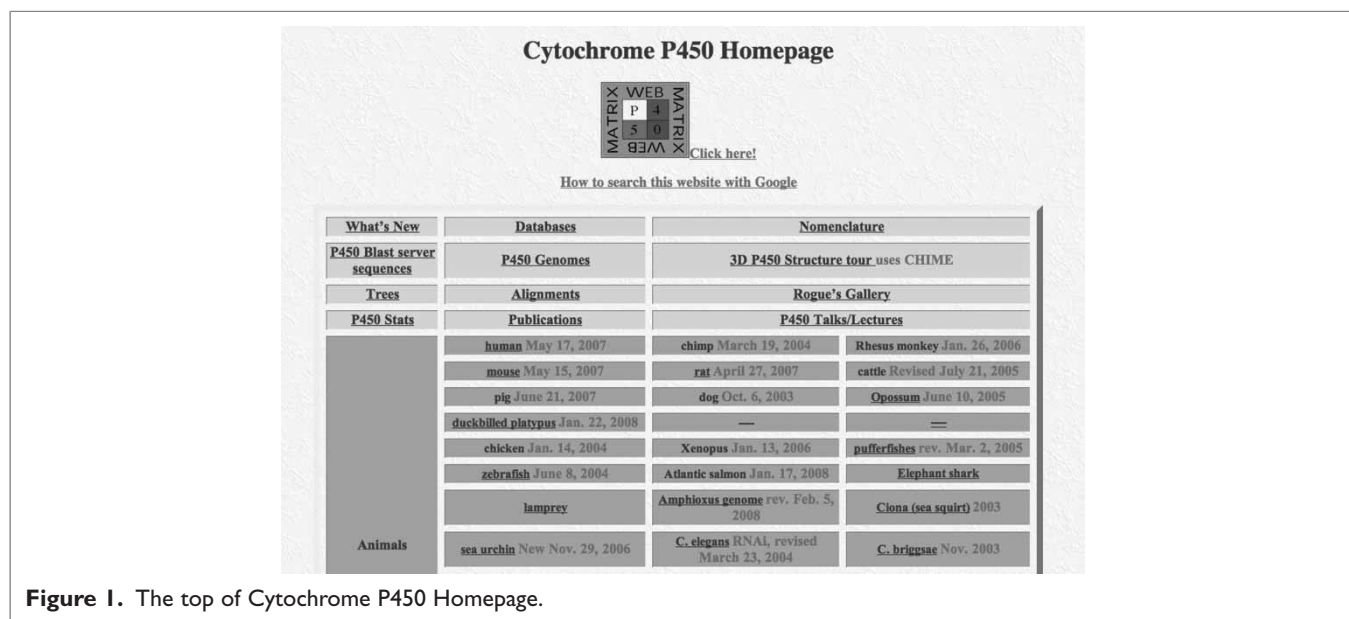 Cytochrome P450 Homepage
MATRIX WEB MATRIX
P 4
5 0
WEB
Click here!
How to search this website with Google
What's New Databases Nomenclature
P450 Blast server
sequences P450 Genomes 3D P450 Structure tour uses CHIME
Trees Alignments Rogue's Gallery
P450 Stats Publications P450 Talks/Lectures
human May 17, 2007 chimp March 19, 2004 Rhesus monkey Jan. 26, 2006
mouse May 15, 2007 rat April 27, 2007 cattle Revised July 21, 2005
pig June 21, 2007 dog Oct. 6, 2003 Opossum June 10, 2005
duckbilled platypus Jan. 22, 2008 — —
chicken Jan. 14, 2004 Xenopus Jan. 13, 2006 pufferfishes rev. Mar. 2, 2005
zebrafish June 8, 2004 Atlantic salmon Jan. 17, 2008 Elephant shark
lamprey Amphioxus genome rev. Feb. 5,
2008 Ciona (sea squirt) 2003
Animals sea urchin New Nov. 29, 2006 C. elegans RNAi, revised
March 23, 2004 C. briggsae Nov. 2003
Figure 1. The top of Cytochrome P450 Homepage.